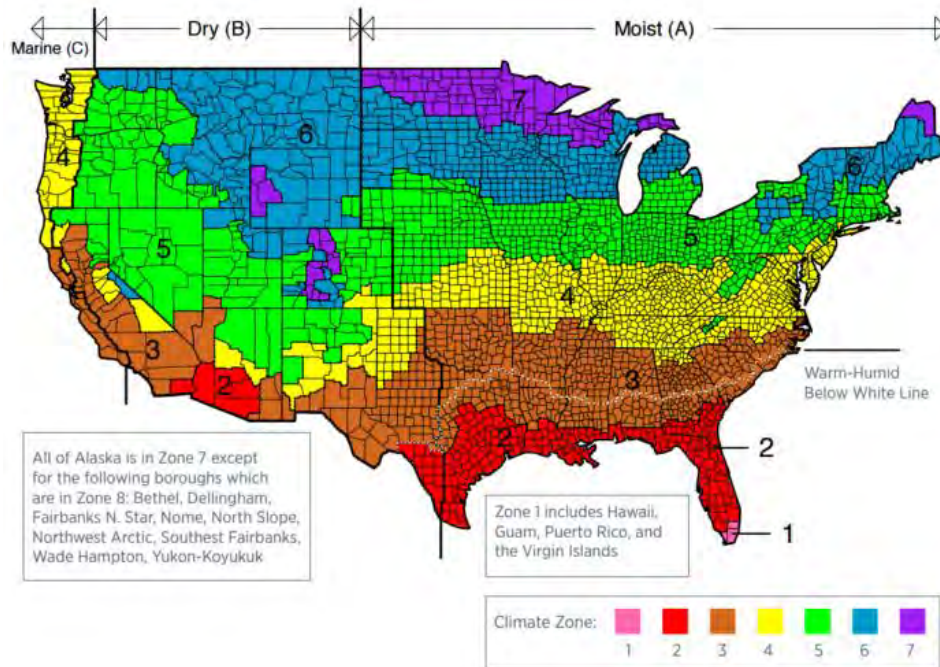 Marine (C)
Dry (B)
Moist (A)
7
6
6
4
5
5
4
3
3
2
2
2
1
Warm-Humid
Below White Line
All of Alaska is in Zone 7 except
for the following boroughs which
are in Zone 8: Bethel, Dellingham,
Fairbanks N. Star, Nome, North Slope,
Northwest Arctic, Southest Fairbanks,
Wade Hampton, Yukon-Koyukuk
Zone 1 includes Hawaii,
Guam, Puerto Rico, and
the Virgin Islands
Climate Zone:
1 2 3 4 5 6 7